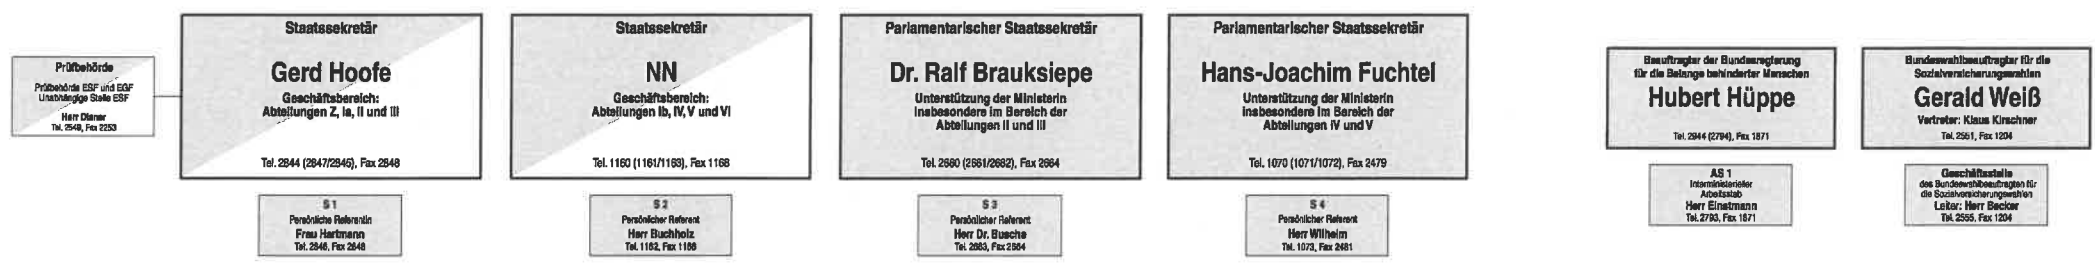 Prüfbehörde
Prüfbehörde ESF und EGF
Unabhängige Stelle ESF
Herr Disner
Tel. 2549, Fax 2253
Staatssekretär
Gerd Hoofe
Geschäftsbereich:
Abteilungen Z, Ia, II und III
Tel. 2844 (2847/2845), Fax 2848
S 1
Persönliche Referentin
Frau Hartmann
Tel. 2846, Fax 2848
Staatssekretär
NN
Geschäftsbereich:
Abteilungen Ib, IV, V und VI
Tel. 1160 (1161/1163), Fax 1168
S 2
Persönlicher Referent
Herr Buchholz
Tel. 1162, Fax 1168
Parlamentarischer Staatssekretär
Dr. Ralf Brauksiepe
Unterstützung der Ministerin
insbesondere im Bereich der
Abteilungen II und III
Tel. 2660 (2661/2662), Fax 2664
S 3
Persönlicher Referent
Herr Dr. Busche
Tel. 2663, Fax 2664
Parlamentarischer Staatssekretär
Hans-Joachim Fuchtel
Unterstützung der Ministerin
insbesondere im Bereich der
Abteilungen IV und V
Tel. 1070 (1071/1072), Fax 2479
S 4
Persönlicher Referent
Herr Wilhelm
Tel. 1073, Fax 2481
Beauftragter der Bundesregierung
für die Belange behinderter Menschen
Hubert Hüppe
Tel. 2944 (2794), Fax 1871
AS 1
Interministerieller
Arbeitsstab
Herr Einstmann
Tel. 2793, Fax 1871
Bundeswahlbeauftragter für die
Sozialversicherungswahlen
Gerald Weiß
Vertreter: Klaus Kirschner
Tel. 2551, Fax 1204
Geschäftsstelle
des Bundeswahlbeauftragten für
die Sozialversicherungswahlen
Leiter: Herr Becker
Tel. 2555, Fax 1204